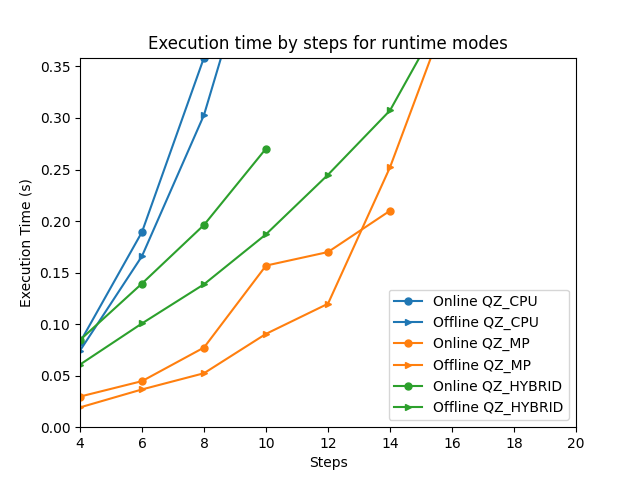 Execution time by steps for runtime modes
Execution Time (s)
0.35
0.30
0.25
0.20
0.15
0.10
0.05
0.00
4 6 8 10 12 14 16 18 20
Steps
Online QZ_CPU
Offline QZ_CPU
Online QZ_MP
Offline QZ_MP
Online QZ_HYBRID
Offline QZ_HYBRID